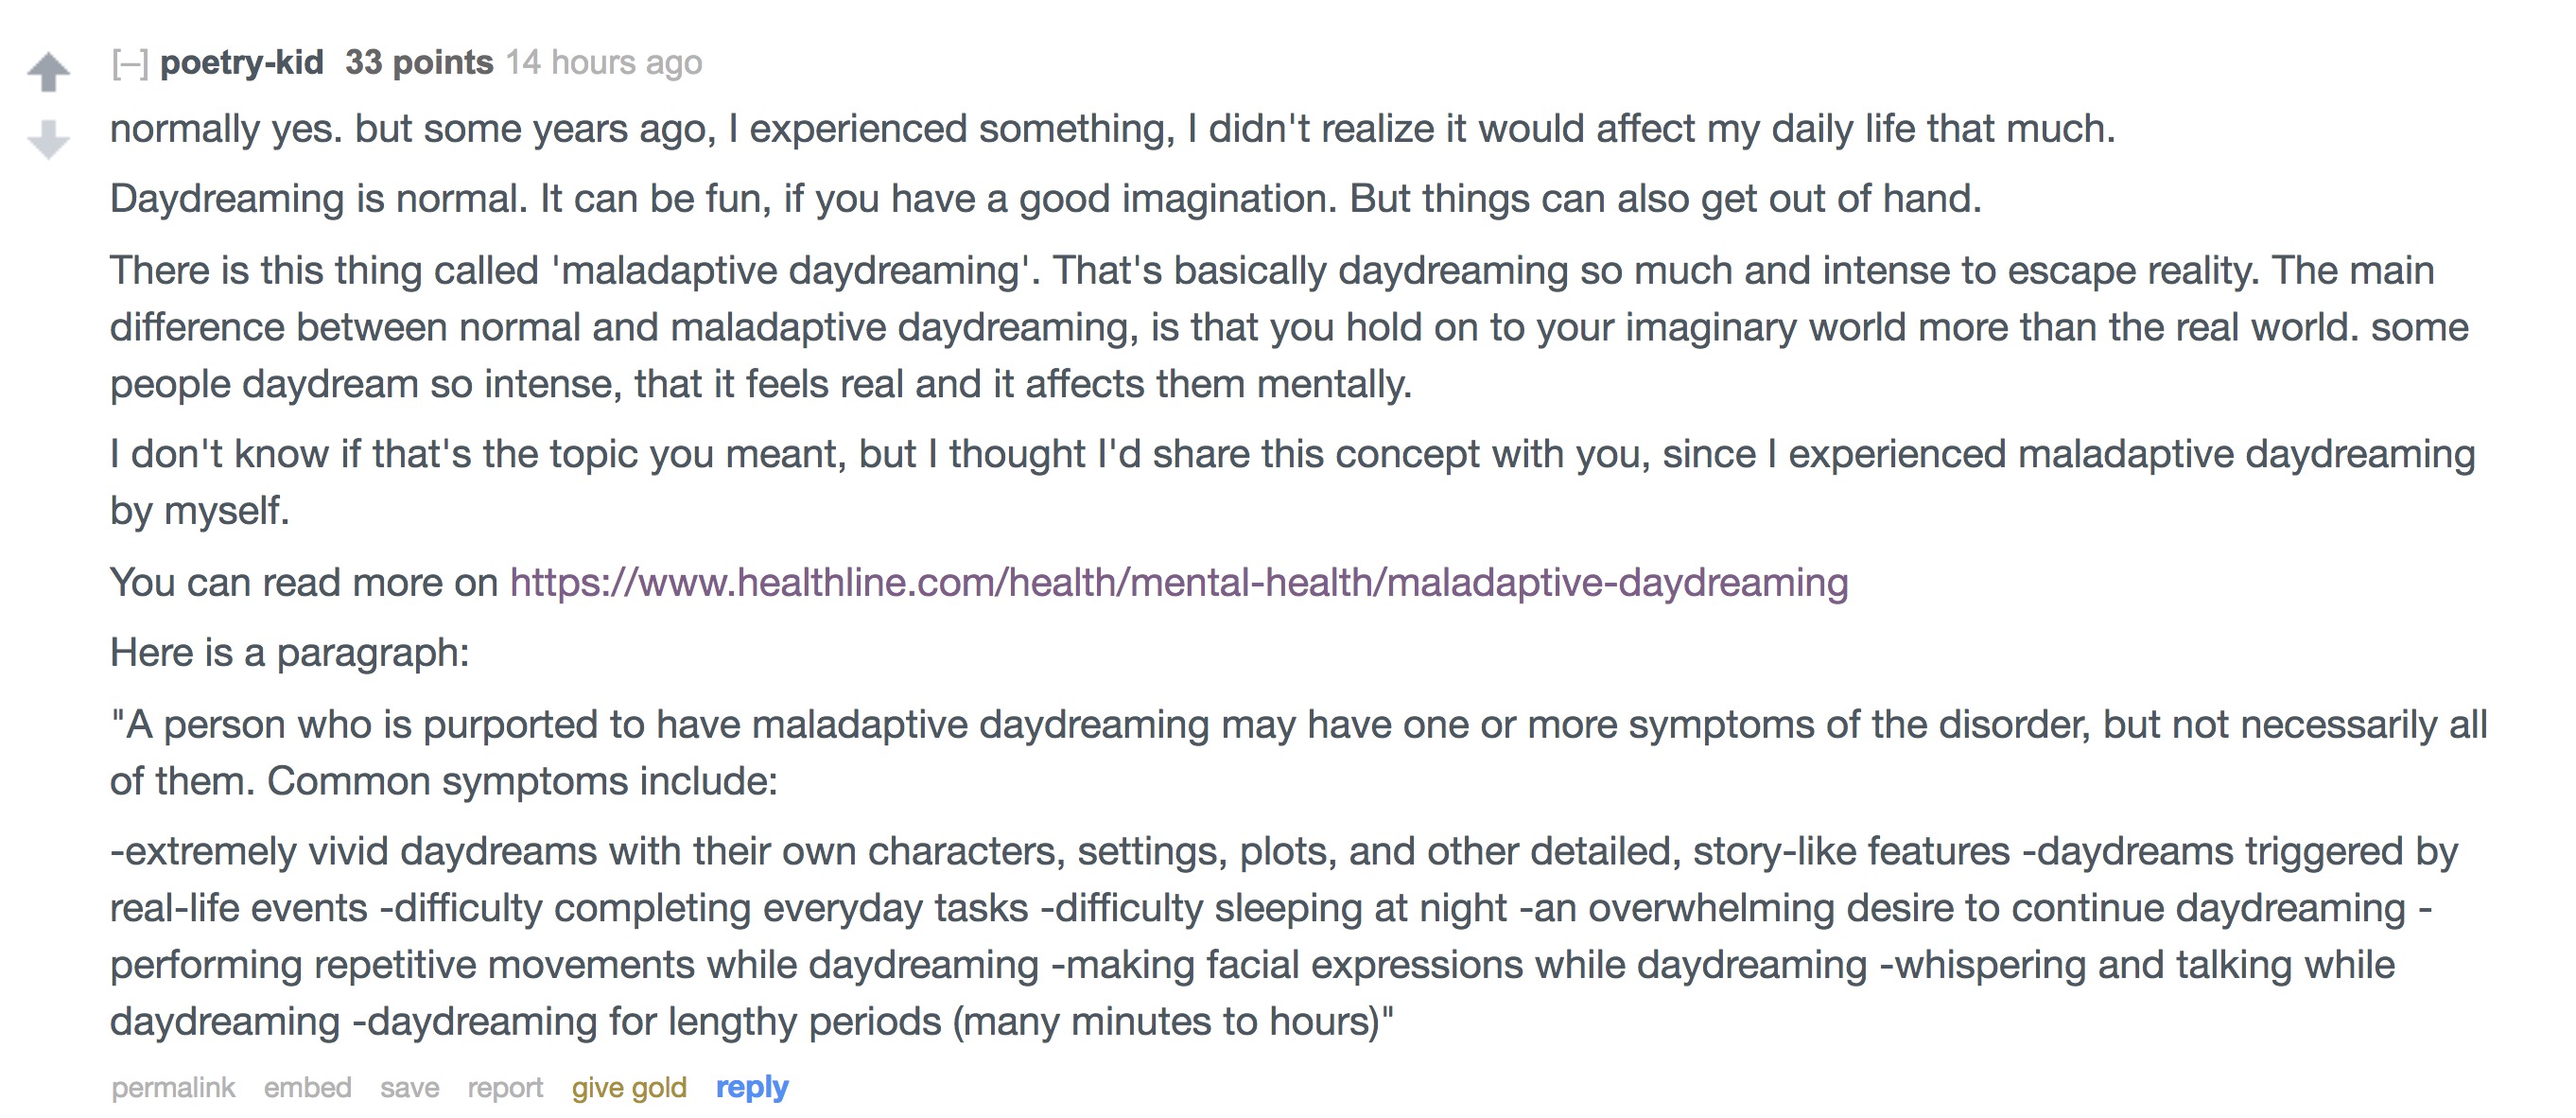 [–] poetry-kid 33 points 14 hours ago
normally yes. but some years ago, I experienced something, I didn't realize it would affect my daily life that much.
Daydreaming is normal. It can be fun, if you have a good imagination. But things can also get out of hand.
There is this thing called 'maladaptive daydreaming'. That's basically daydreaming so much and intense to escape reality. The main
difference between normal and maladaptive daydreaming, is that you hold on to your imaginary world more than the real world. some
people daydream so intense, that it feels real and it affects them mentally.
I don't know if that's the topic you meant, but I thought I'd share this concept with you, since I experienced maladaptive daydreaming
by myself.
You can read more on https://www.healthline.com/health/mental-health/maladaptive-daydreaming
Here is a paragraph:
"A person who is purported to have maladaptive daydreaming may have one or more symptoms of the disorder, but not necessarily all
of them. Common symptoms include:
-extremely vivid daydreams with their own characters, settings, plots, and other detailed, story-like features -daydreams triggered by
real-life events -difficulty completing everyday tasks -difficulty sleeping at night -an overwhelming desire to continue daydreaming -
performing repetitive movements while daydreaming -making facial expressions while daydreaming -whispering and talking while
daydreaming -daydreaming for lengthy periods (many minutes to hours)"
permalink embed save report give gold reply